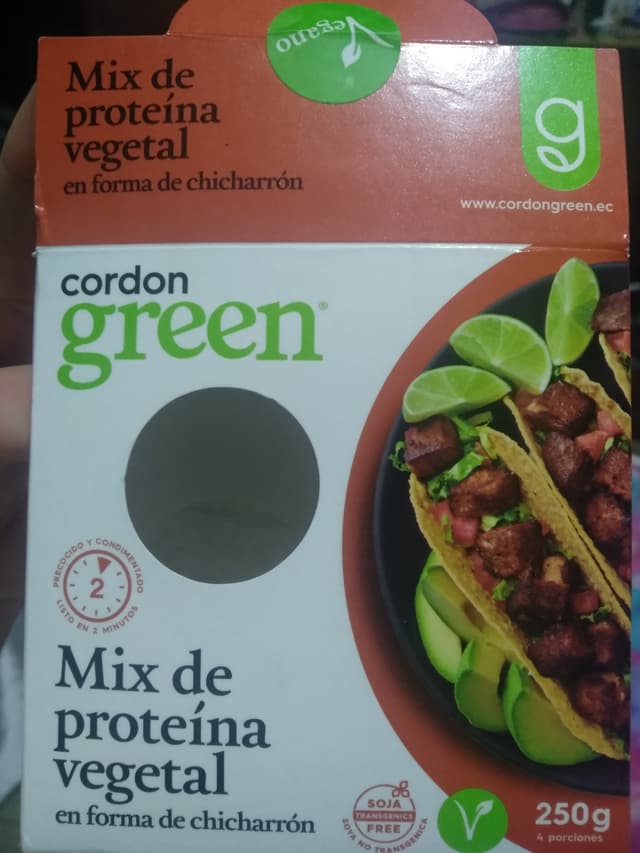 Vegano
Mix de
proteína
vegetal
en forma de chicharrón
www.cordongreen.ec
cordon
green®
PRECOCIDO Y CONDIMENTADO
2
LISTO EN 2 MINUTOS
Mix de
proteína
vegetal
en forma de chicharrón
SOJA
TRANSGENICS
FREE
SOYA NO TRANSGÉNICA
V
250g
4 porciones